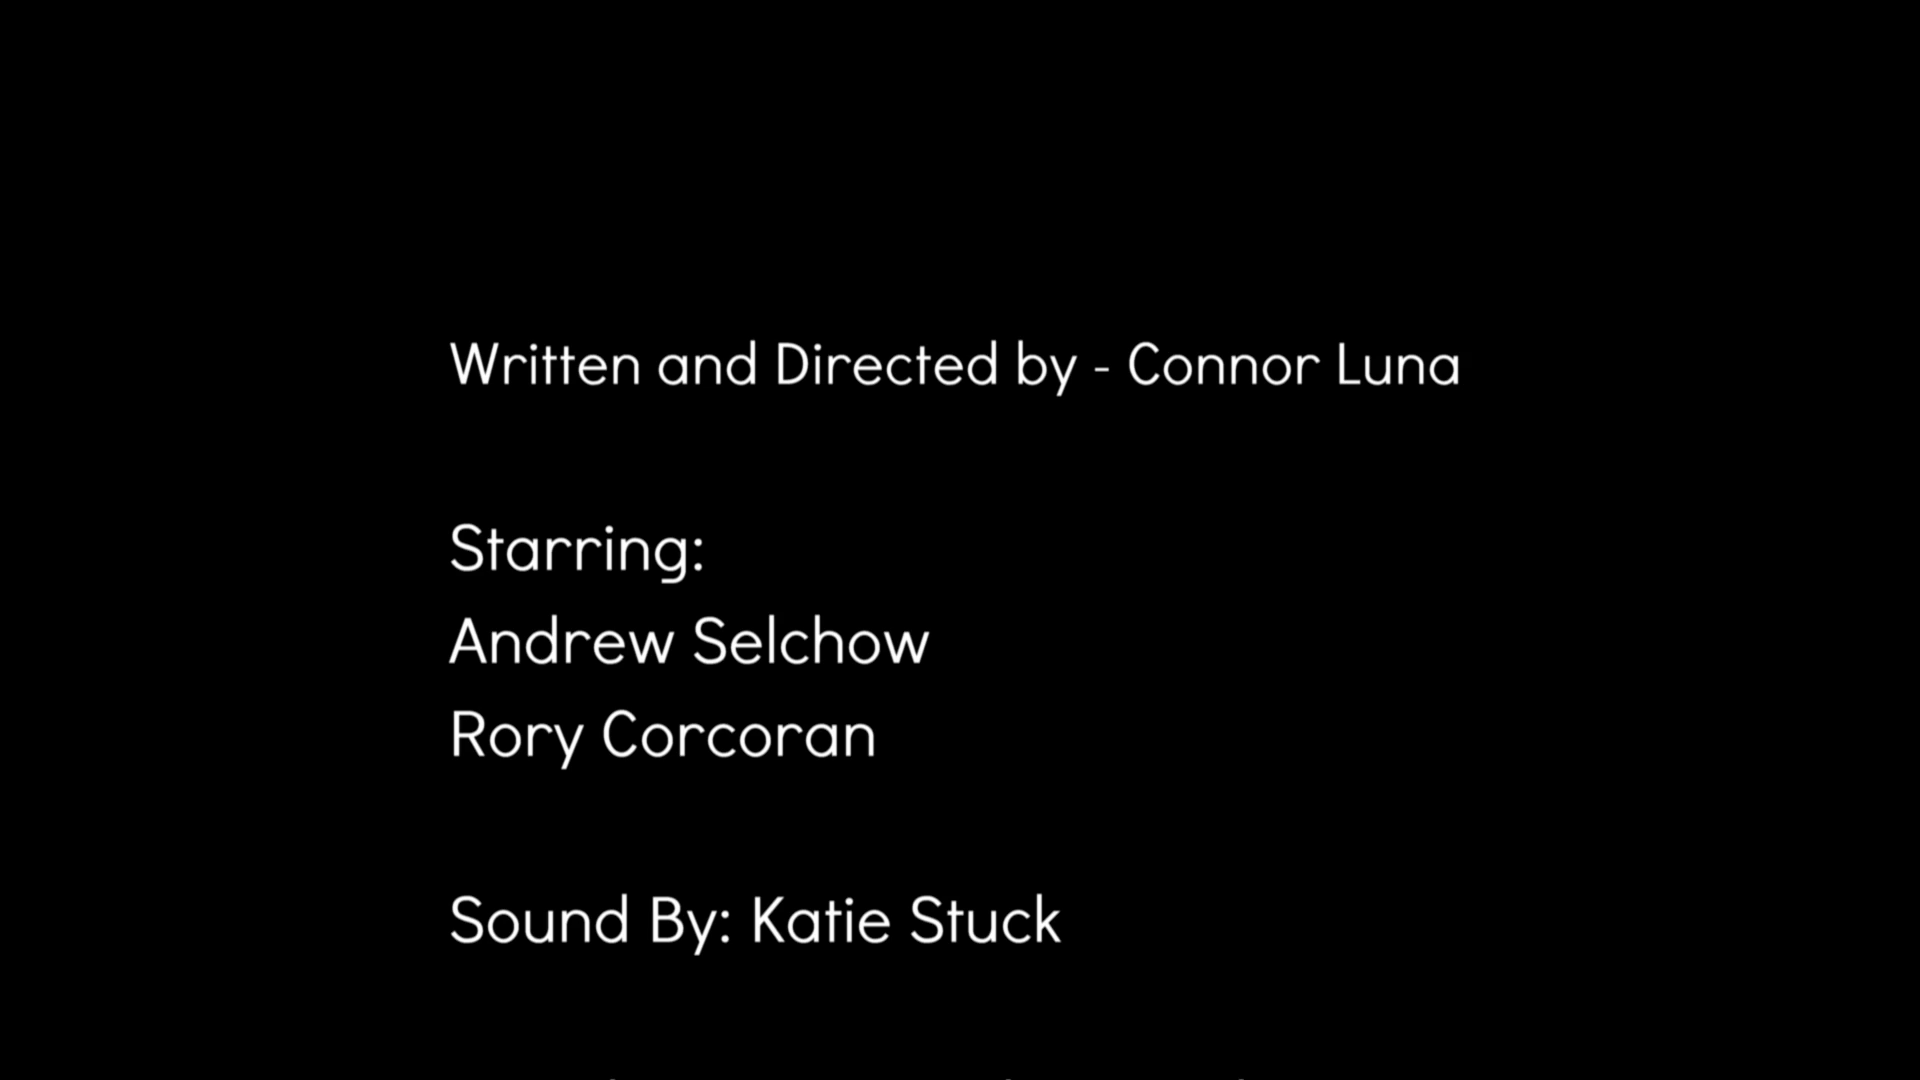 Written and Directed by - Connor Luna
Starring:
Andrew Selchow
Rory Corcoran
Sound By: Katie Stuck